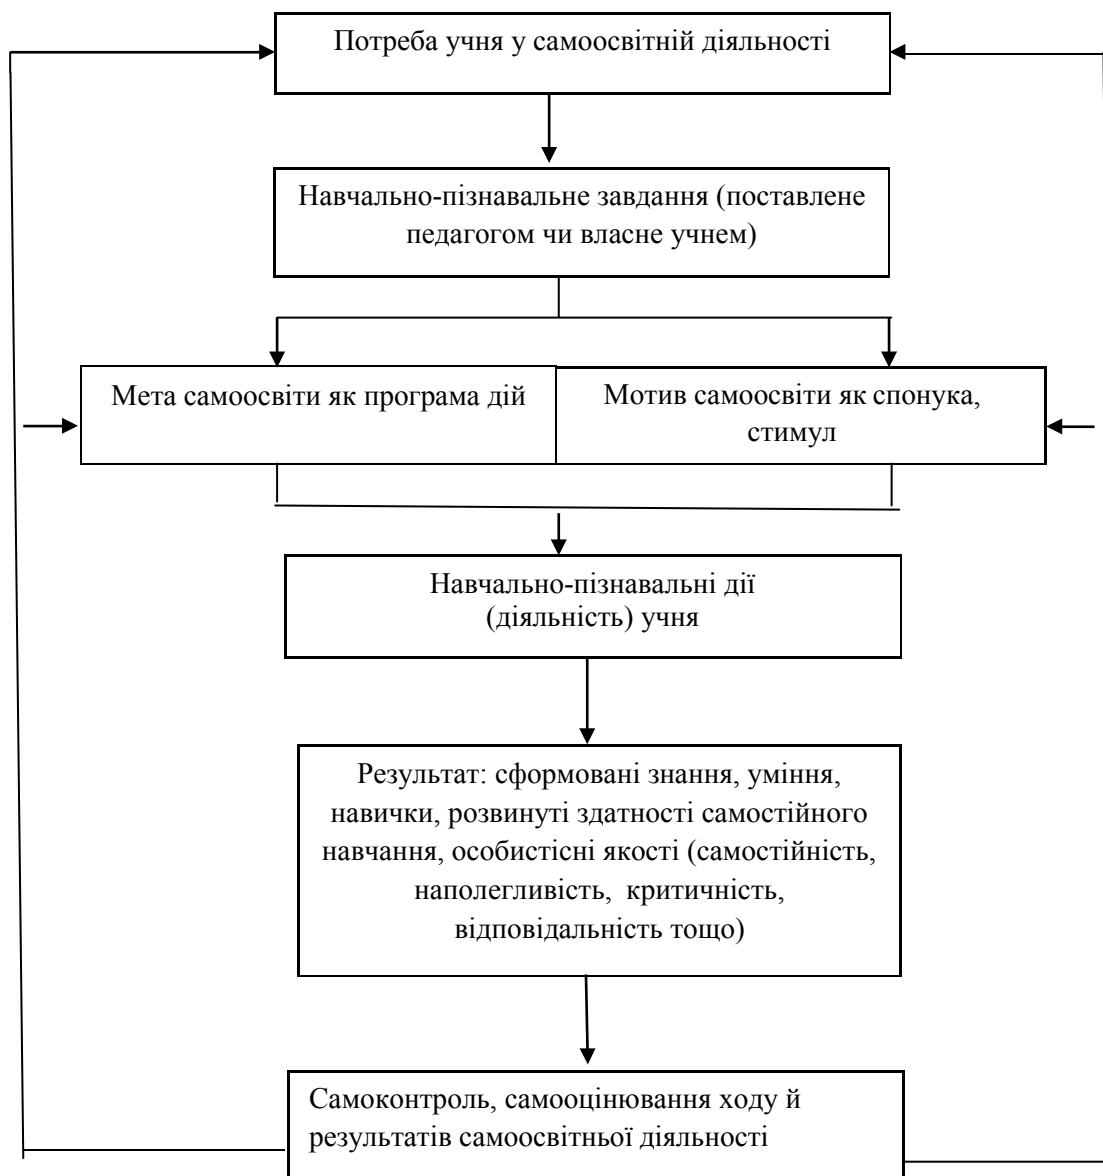 Потреба учня у самоосвітній діяльності
Навчально-пізнавальне завдання (поставлене
педагогом чи власне учнем)
Мета самоосвіти як програма дій
Мотив самоосвіти як спонука,
стимул
Навчально-пізнавальні дії
(діяльність) учня
Результат: сформовані знання, уміння,
навички, розвинуті здатності самостійного
навчання, особистісні якості (самостійність,
наполегливість, критичність,
відповідальність тощо)
Самоконтроль, самооцінювання ходу й
результатів самоосвітньої діяльності